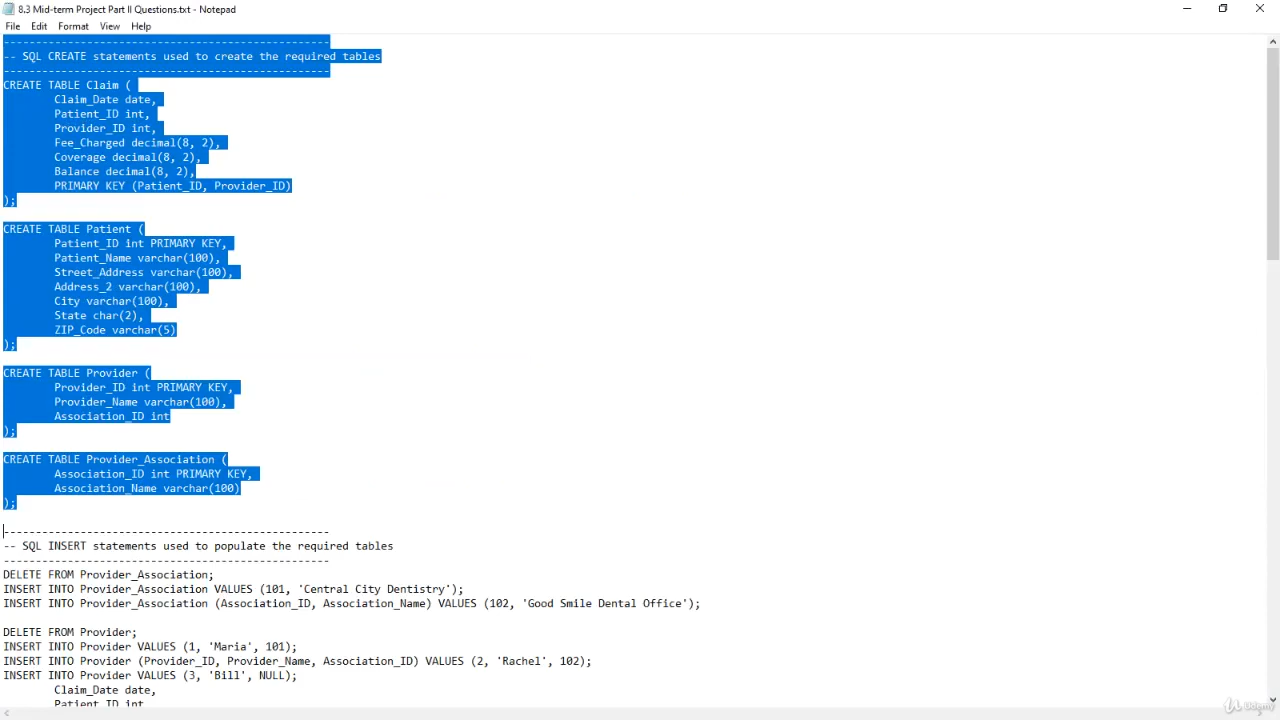 8.3 Mid-term Project Part II Questions.txt - Notepad
File Edit Format View Help
---------------------------------------------------
-- SQL CREATE statements used to create the required tables
---------------------------------------------------
CREATE TABLE Claim (
Claim_Date date,
Patient_ID int,
Provider_ID int,
Fee_Charged decimal(8, 2),
Coverage decimal(8, 2),
Balance decimal(8, 2),
PRIMARY KEY (Patient_ID, Provider_ID)
);
CREATE TABLE Patient (
Patient_ID int PRIMARY KEY,
Patient_Name varchar(100),
Street_Address varchar(100),
Address_2 varchar(100),
City varchar(100),
State char(2),
ZIP_Code varchar(5)
);
CREATE TABLE Provider (
Provider_ID int PRIMARY KEY,
Provider_Name varchar(100),
Association_ID int
);
CREATE TABLE Provider_Association (
Association_ID int PRIMARY KEY,
Association_Name varchar(100)
);
---------------------------------------------------
-- SQL INSERT statements used to populate the required tables
---------------------------------------------------
DELETE FROM Provider_Association;
INSERT INTO Provider_Association VALUES (101, 'Central City Dentistry');
INSERT INTO Provider_Association (Association_ID, Association_Name) VALUES (102, 'Good Smile Dental Office');
DELETE FROM Provider;
INSERT INTO Provider VALUES (1, 'Maria', 101);
INSERT INTO Provider (Provider_ID, Provider_Name, Association_ID) VALUES (2, 'Rachel', 102);
INSERT INTO Provider VALUES (3, 'Bill', NULL);
Claim_Date date,
Patient_ID int
Udemy